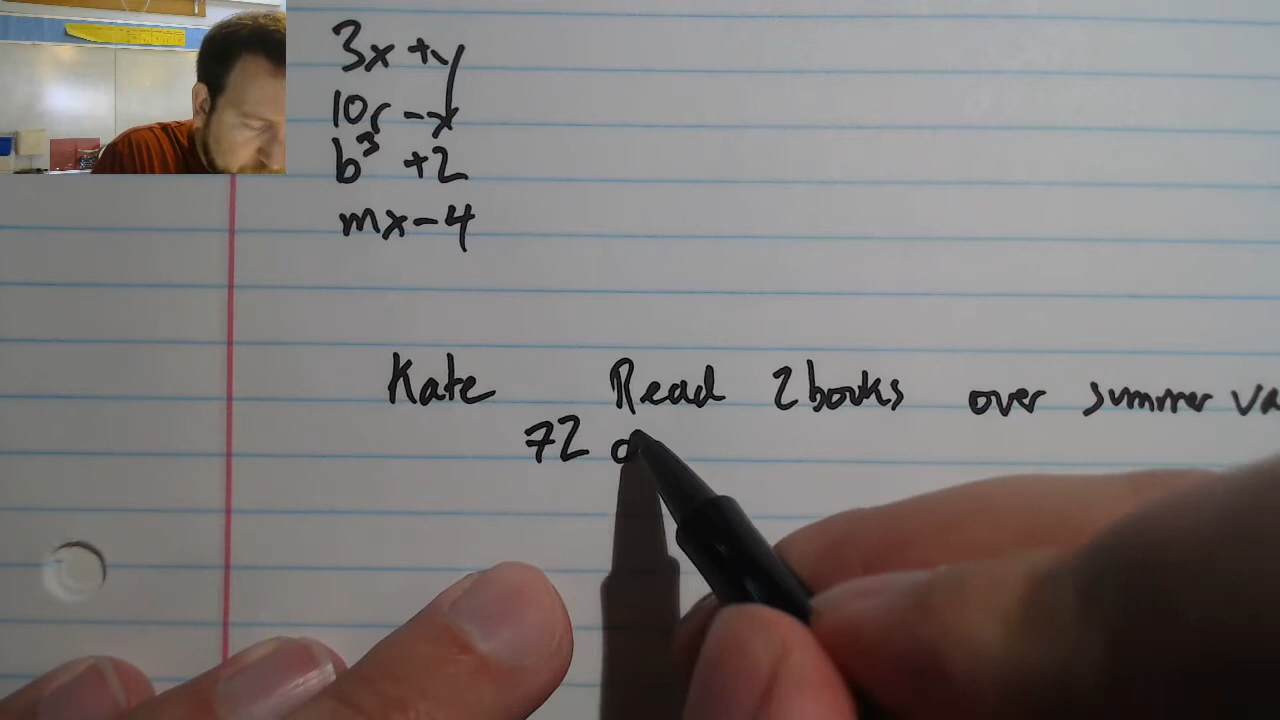 3x + y
10r - x
b³ + 2
mx - 4
Kate Read 2 books over summer va
72 d